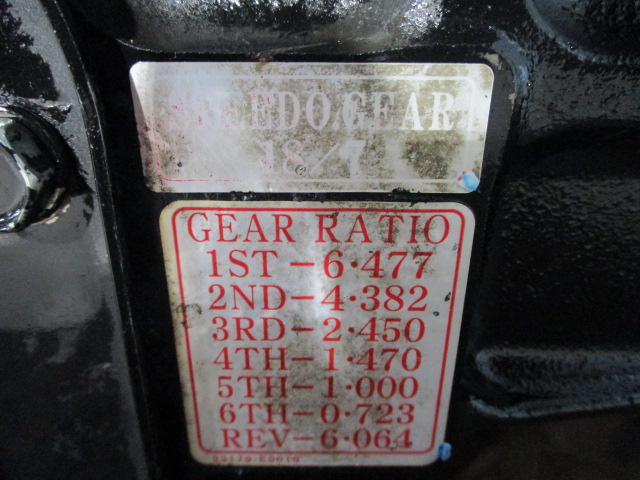 SPEEDO.GEAR
18/7
GEAR RATIO
1ST-6·477
2ND-4·382
3RD-2·450
4TH-1·470
5TH-1·000
6TH-0·723
REV-6·064